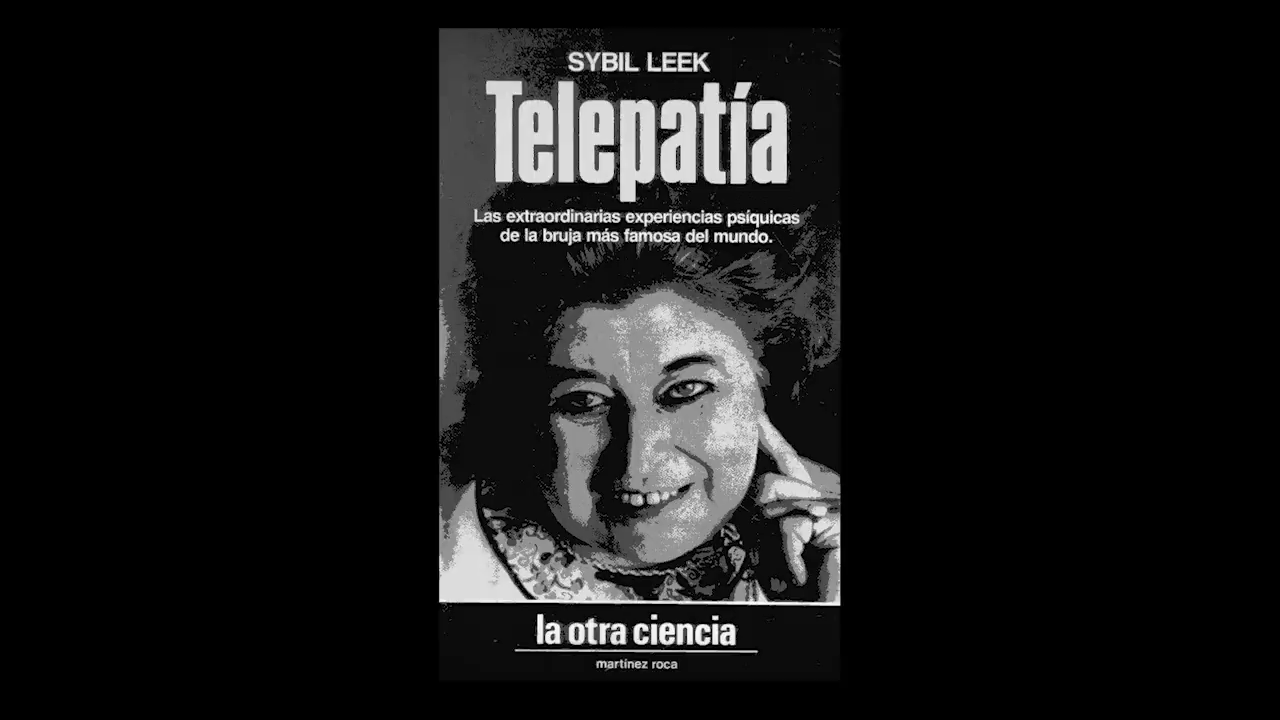 SYBIL LEEK
Telepatía
Las extraordinarias experiencias psíquicas
de la bruja más famosa del mundo.
la otra ciencia
martínez roca